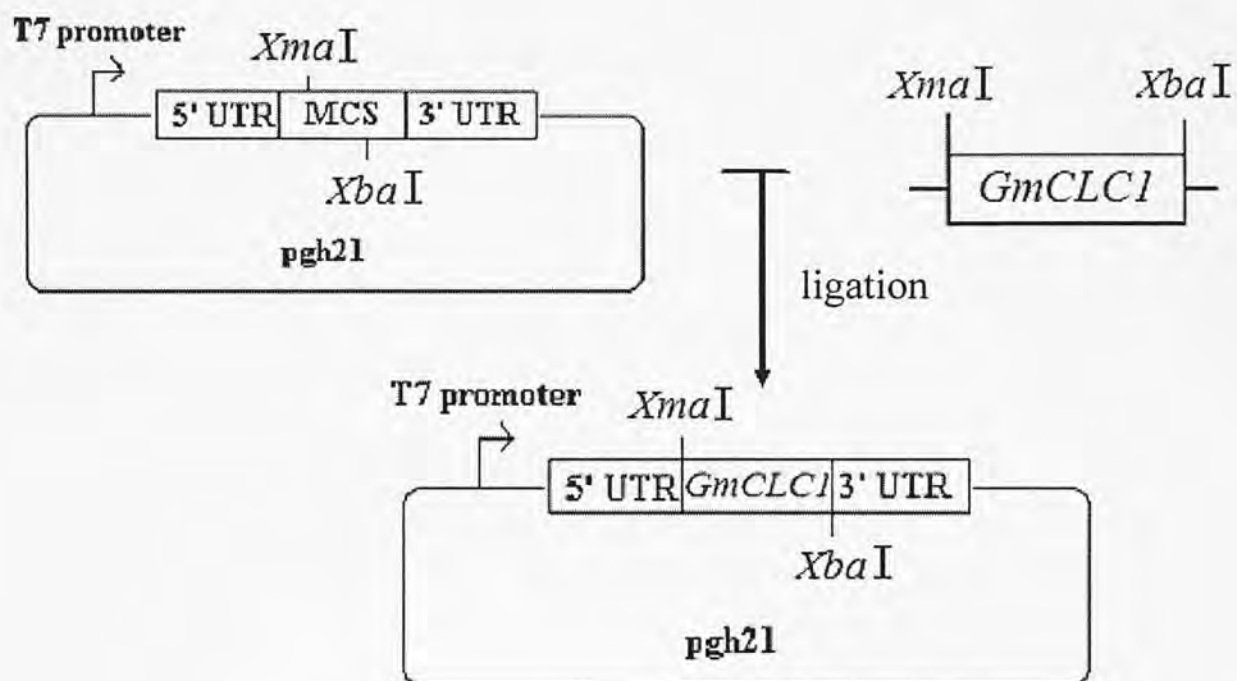 T7 promoter
XmaI
5' UTR MCS 3' UTR
XbaI
pgh21
XmaI XbaI
GmCLC1
ligation
T7 promoter
XmaI
5' UTR GmCLC1 3' UTR
XbaI
pgh21